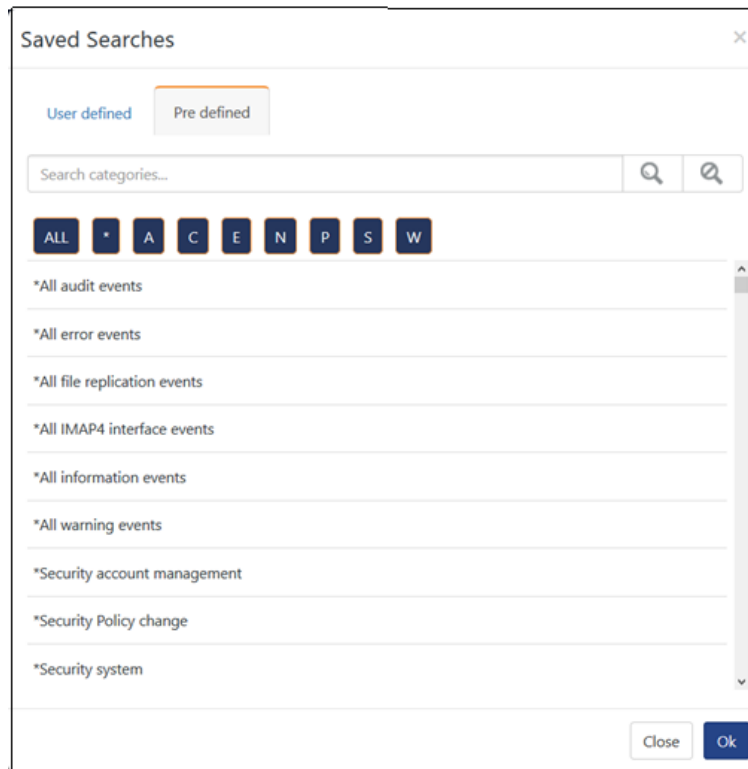 Saved Searches ×
User defined Pre defined
Search categories...
ALL * A C E N P S W
*All audit events
*All error events
*All file replication events
*All IMAP4 interface events
*All information events
*All warning events
*Security account management
*Security Policy change
*Security system
Close Ok